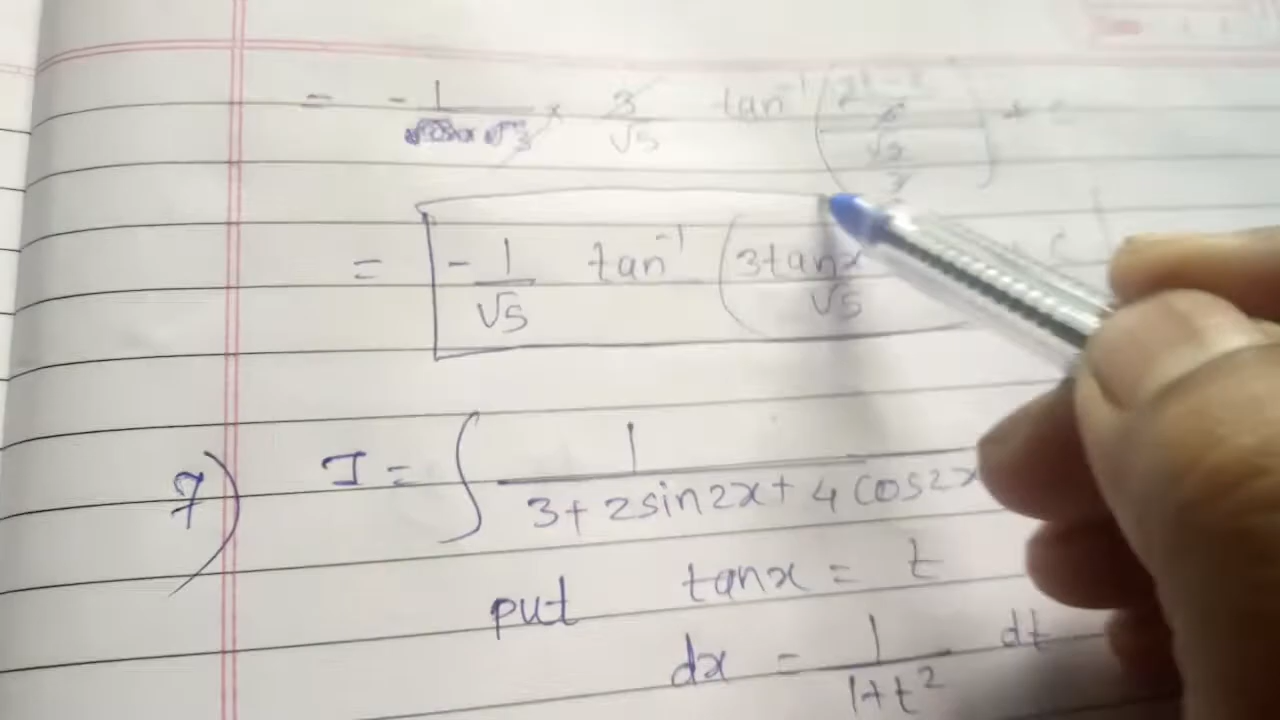 = - 1/ × 3/√5 tan⁻¹ ( ) + c
= - 1/√5 tan⁻¹ (3tanx/√5 + c
7) I = ∫ 1/3+2sin2x+4cos2x
put tanx = t
dx = 1/1+t² dt